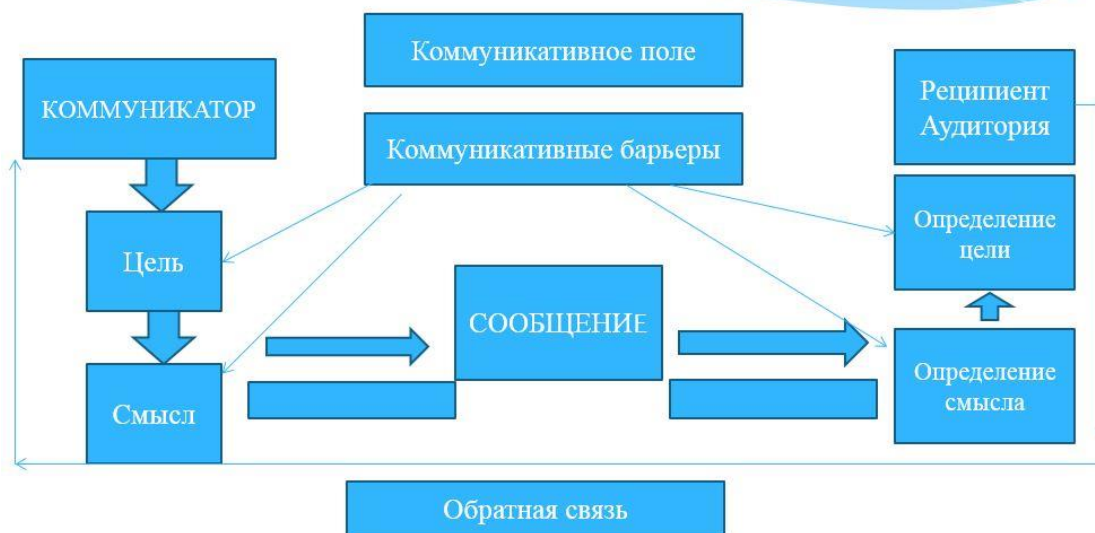 Коммуникативное поле
КОММУНИКАТОР
Коммуникативные барьеры
Реципиент
Аудитория
Цель
Определение
цели
СООБЩЕНИЕ
Смысл
Определение
смысла
Обратная связь